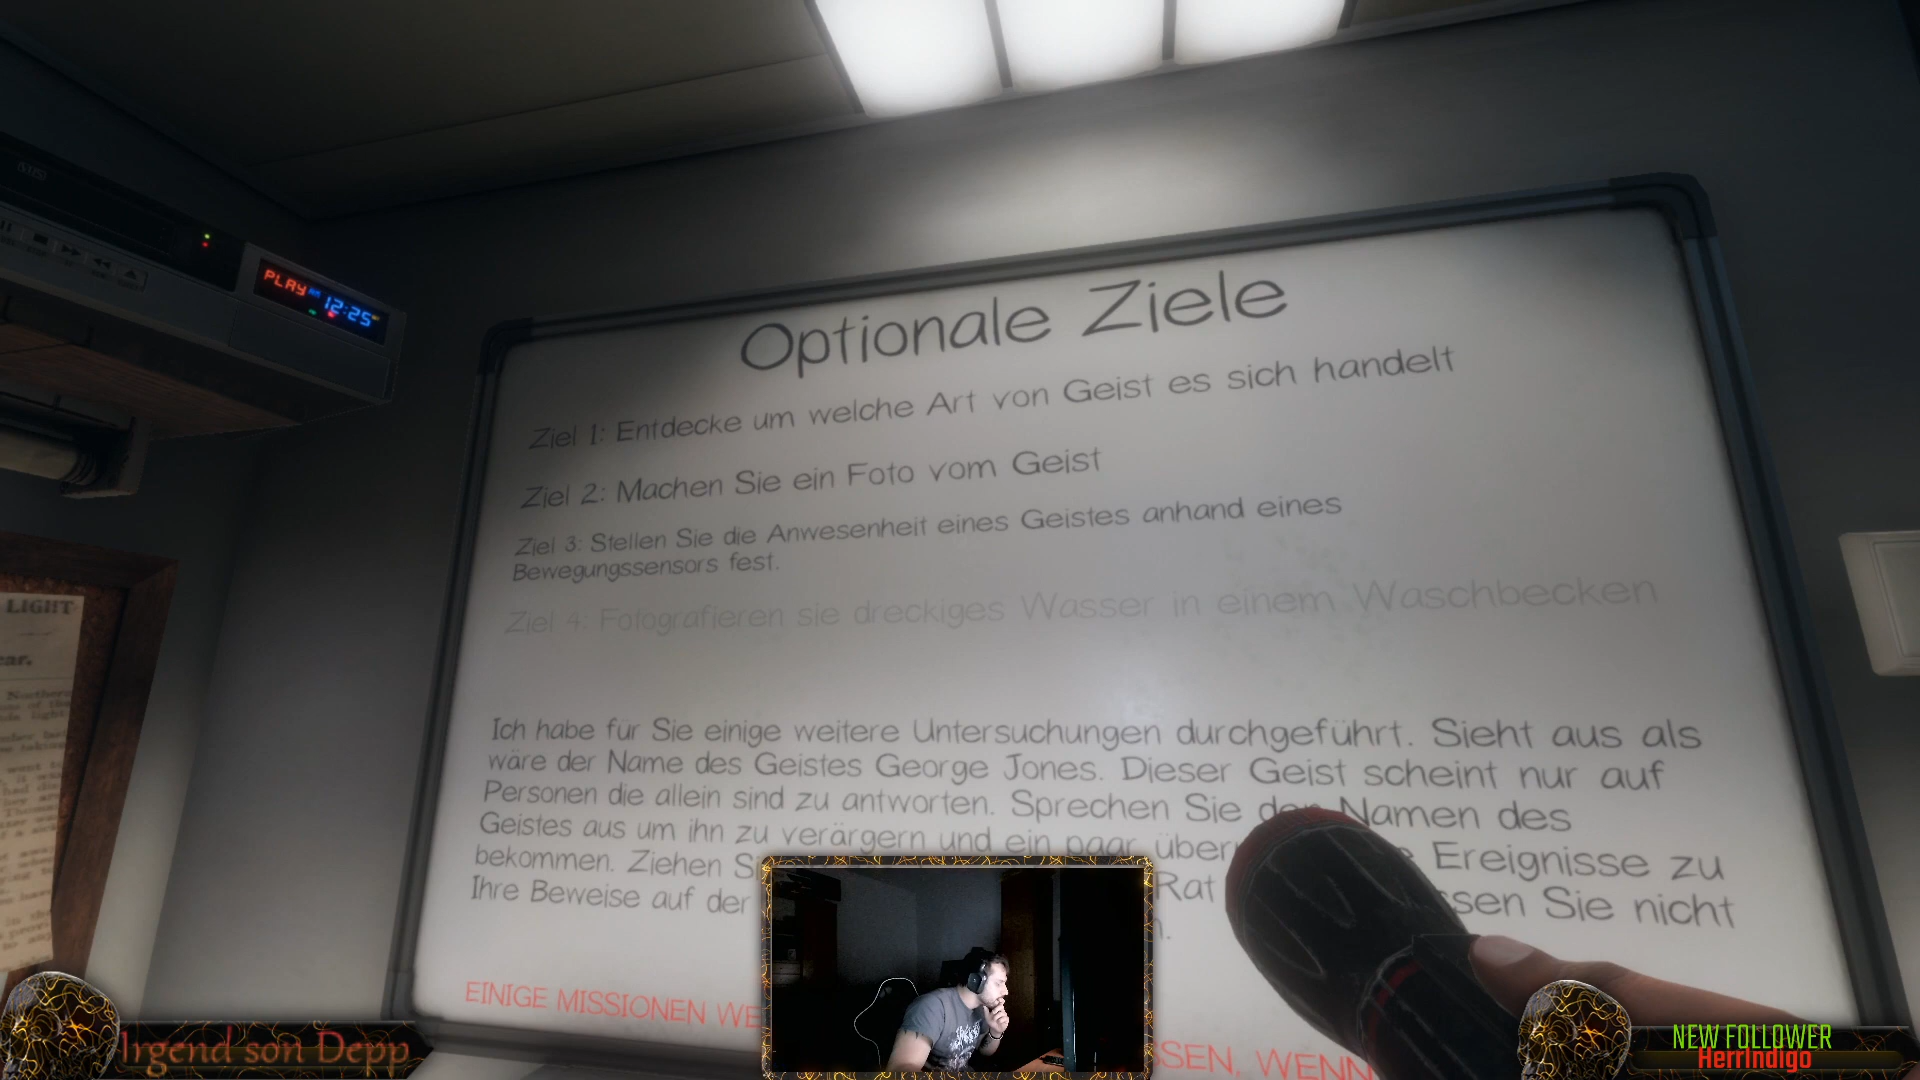 PLAY 12:25
Optionale Ziele
Ziel 1: Entdecke um welche Art von Geist es sich handelt
Ziel 2: Machen Sie ein Foto vom Geist
Ziel 3: Stellen Sie die Anwesenheit eines Geistes anhand eines
Bewegungssensors fest.
Ziel 4: Fotografieren sie dreckiges Wasser in einem Waschbecken
Ich habe für Sie einige weitere Untersuchungen durchgeführt. Sieht aus als
wäre der Name des Geistes George Jones. Dieser Geist scheint nur auf
Personen die allein sind zu antworten. Sprechen Sie den Namen des
Geistes aus um ihn zu verärgern und ein paar Ereignisse zu
bekommen. Ziehen Rat sen Sie nicht
Ihre Beweise auf der
EINIGE MISSIONEN WENN
LIGHT
ear.
Northern
Irgend son Depp
NEW FOLLOWER
HerrIndigo